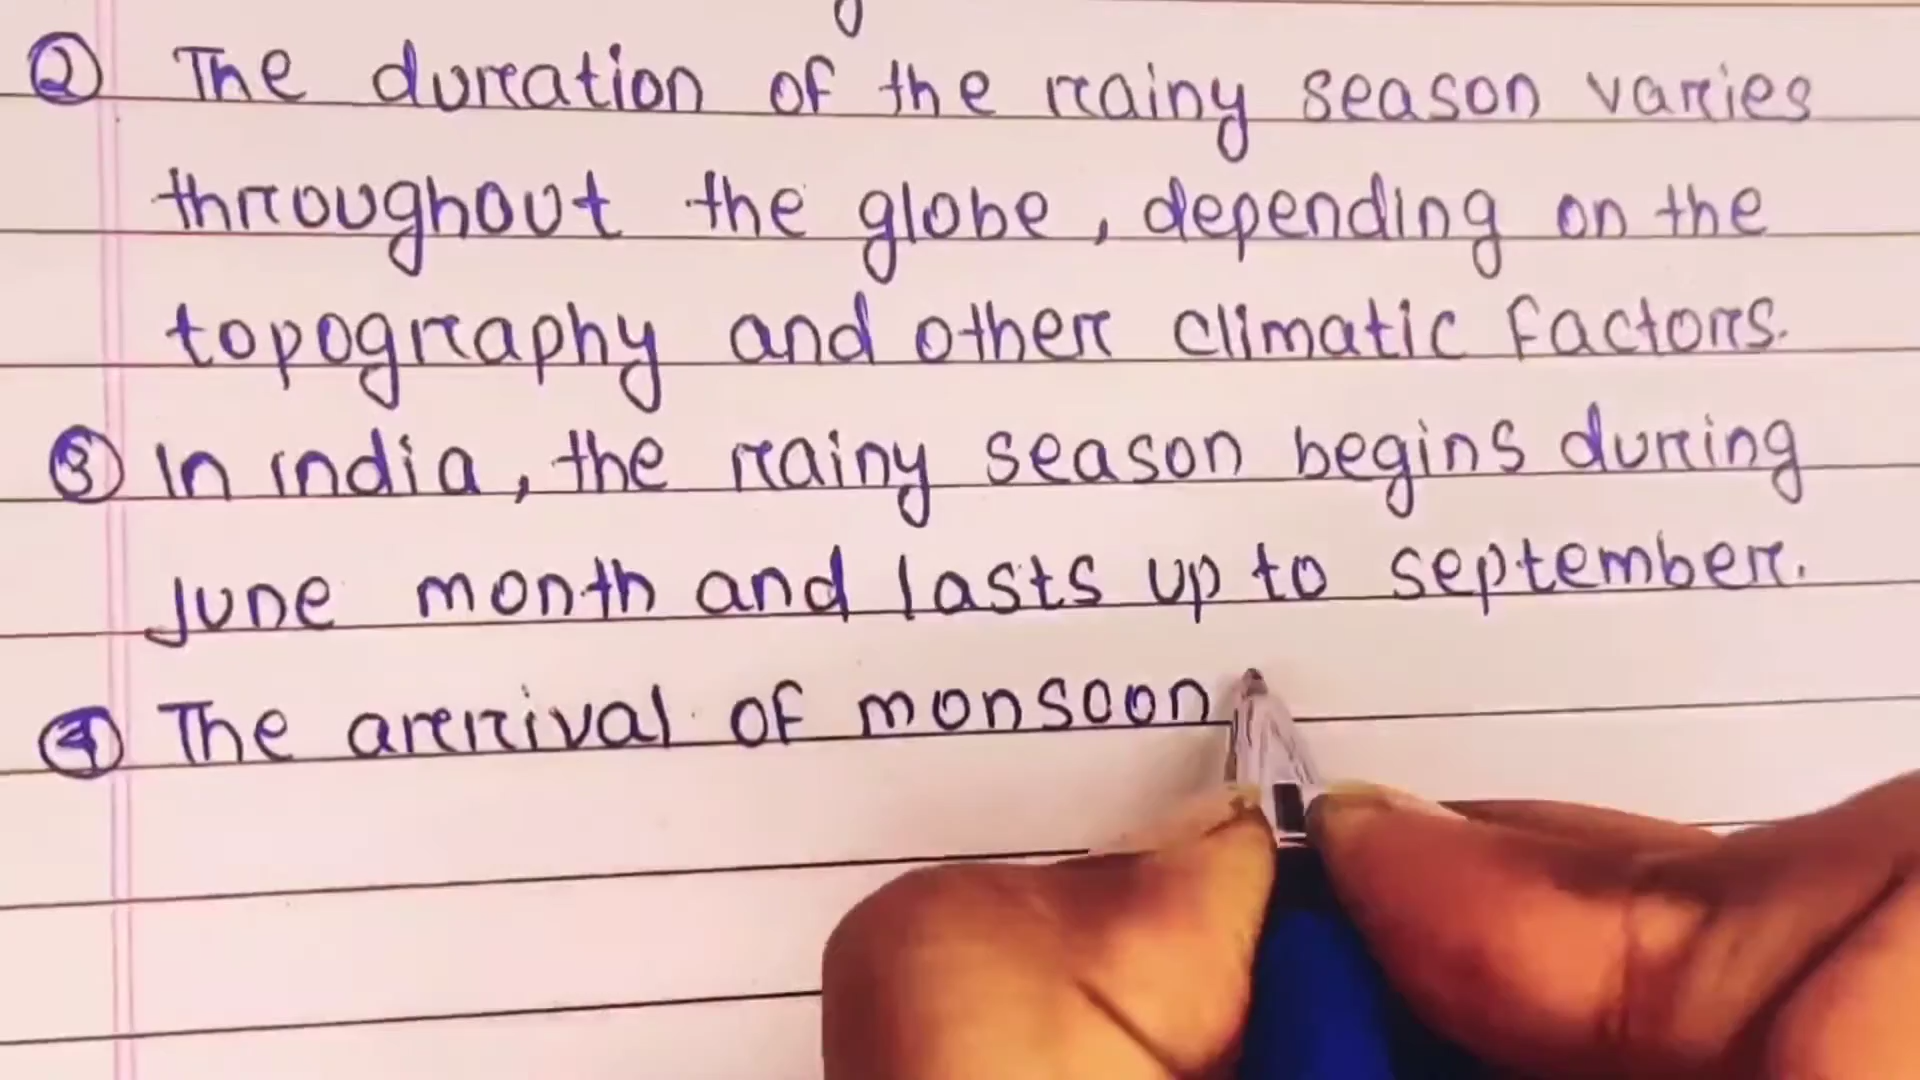 ② The duration of the rainy season varies
throughout the globe, depending on the
topography and other climatic factors.
③ In india, the rainy season begins during
june month and lasts up to september.
④ The arrival of monsoon